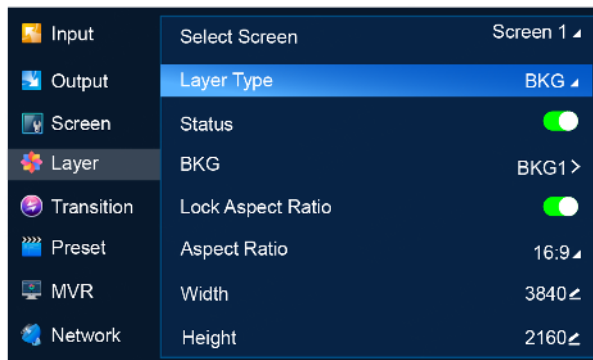 Input
Output
Screen
Layer
Transition
Preset
MVR
Network
Select Screen Screen 1
Layer Type BKG
Status
BKG BKG1>
Lock Aspect Ratio
Aspect Ratio 16:9
Width 3840
Height 2160